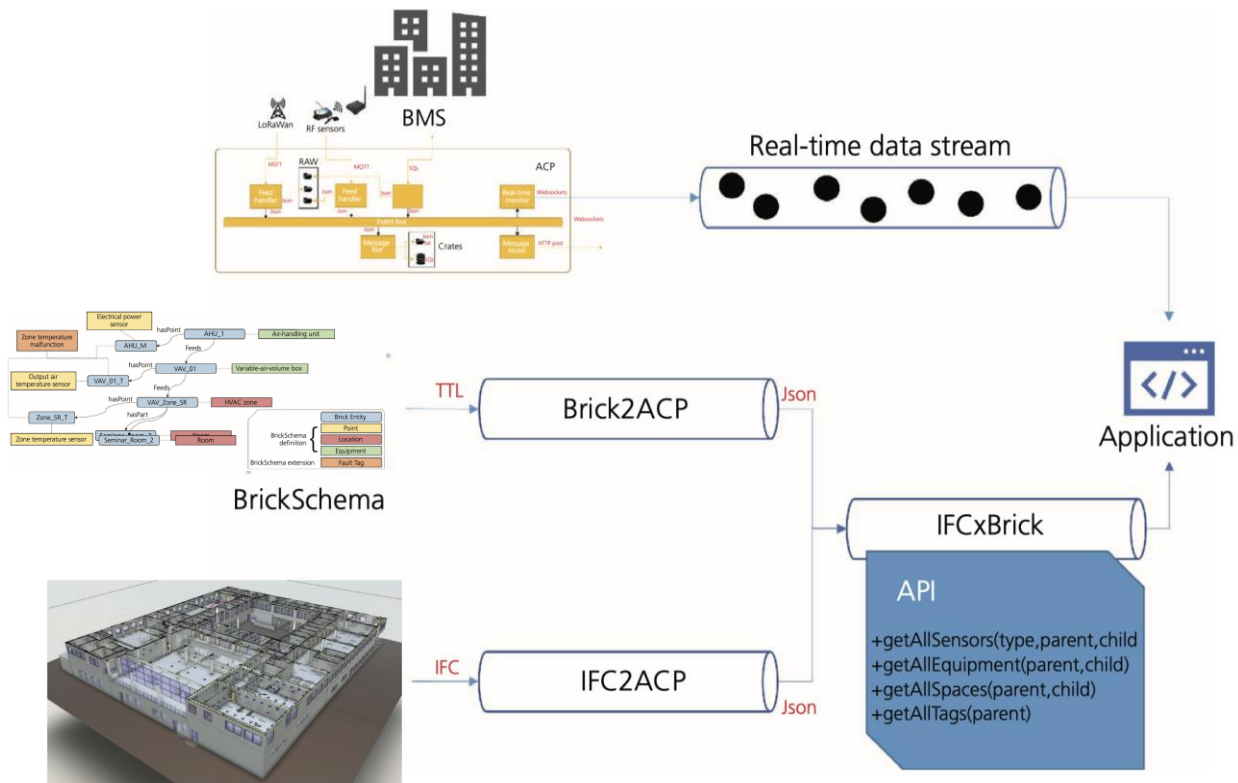 BMS
LoRaWan
RF sensors
ACP
MQTT
RAW
MQTT
SQL
Feed
handler
Json
Json
Feed
handler
Json
Real-time
monitor
Websockets
Json
Json
Json
Event bus
Websockets
Json
Message
filer
Json
txt
SQL
Crates
Message
router
HTTP post
Real-time data stream
Electrical power
sensor
Zone temperature
malfunction
AHU_M
hasPoint
AHU_1
Air-handling unit
Feeds
Output air
temperature sensor
VAV_01_T
hasPoint
VAV_01
Variable-air-volume box
Feeds
hasPoint
VAV_Zone_SR
HVAC zone
Zone_SR_T
hasPart
Zone temperature sensor
Seminar_Room_2
Room
Brick Entity
BrickSchema
definition
Point
Location
Equipment
BrickSchema extension
Fault Tag
BrickSchema
TTL
Brick2ACP
Json
Application
IFCxBrick
IFC
IFC2ACP
Json
API
+getAllSensors(type,parent,child
+getAllEquipment(parent,child)
+getAllSpaces(parent,child)
+getAllTags(parent)